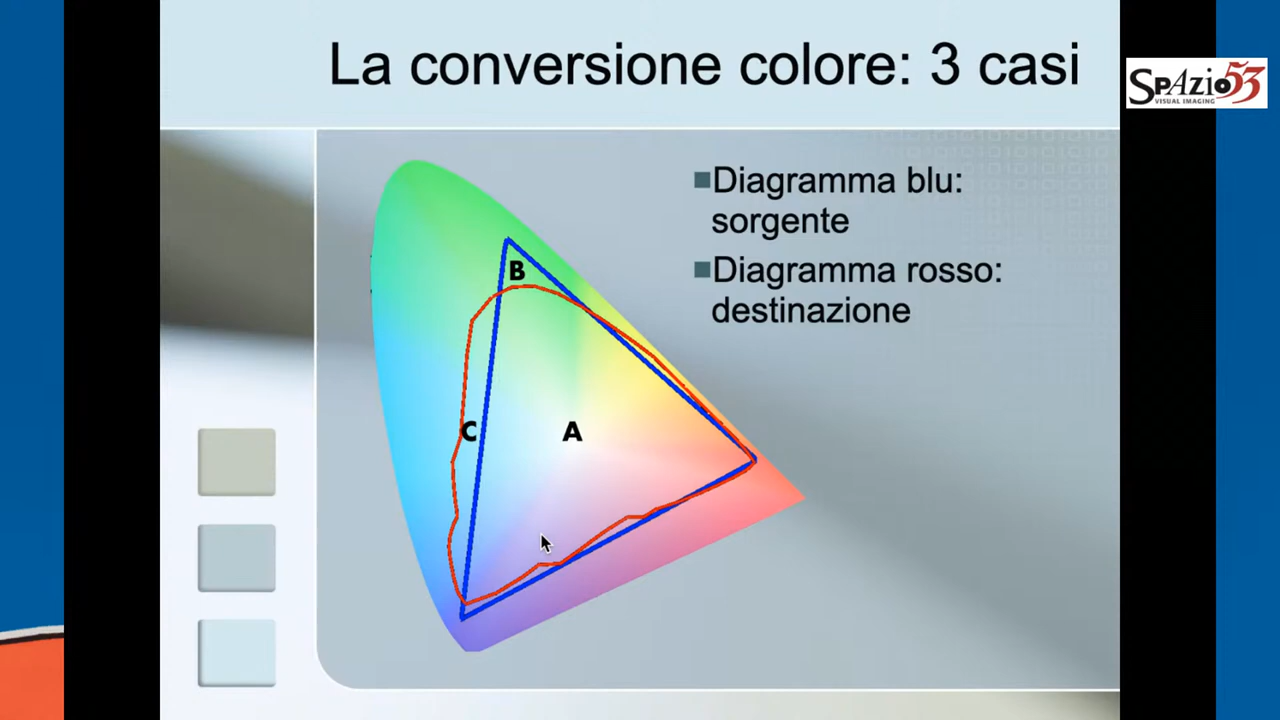 La conversione colore: 3 casi
SPAZIO53
VISUAL IMAGING
■Diagramma blu:
sorgente
■Diagramma rosso:
destinazione
B
C
A